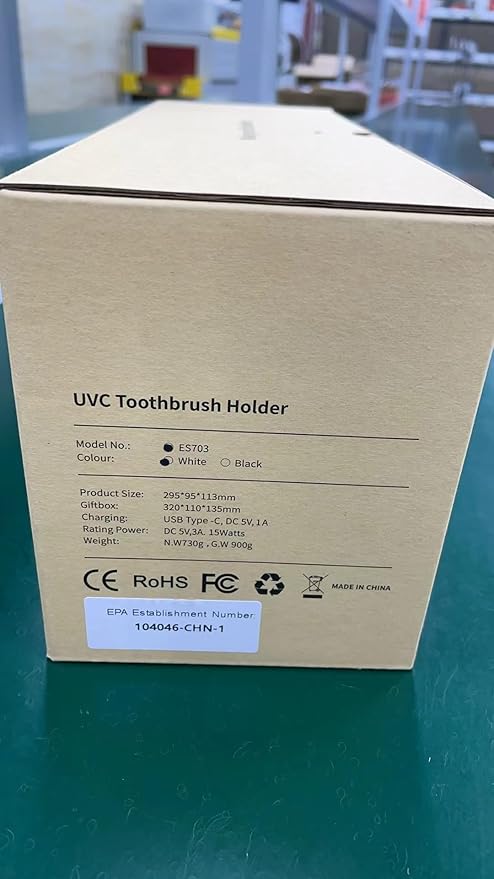 UVC Toothbrush Holder
Model No.: ES703
Colour: White Black
Product Size: 295*95*113mm
Giftbox: 320*110*135mm
Charging: USB Type -C, DC 5V, 1A
Rating Power: DC 5V,3A. 15Watts
Weight: N.W730g , G.W 900g
CE RoHS FC MADE IN CHINA
EPA Establishment Number:
104046-CHN-1